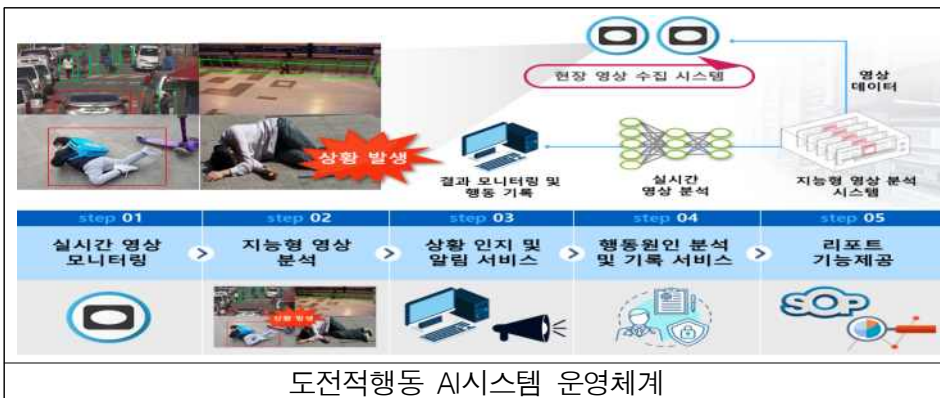 현장 영상 수집 시스템
영상
데이터
상황 발생
결과 모니터링 및
행동 기록
실시간
영상 분석
지능형 영상 분석
시스템
step 01
step 02
step 03
step 04
step 05
실시간 영상
모니터링
지능형 영상
분석
상황 인지 및
알림 서비스
행동원인 분석
및 기록 서비스
리포트
기능제공
상황 발생
SOP
도전적행동 AI시스템 운영체계